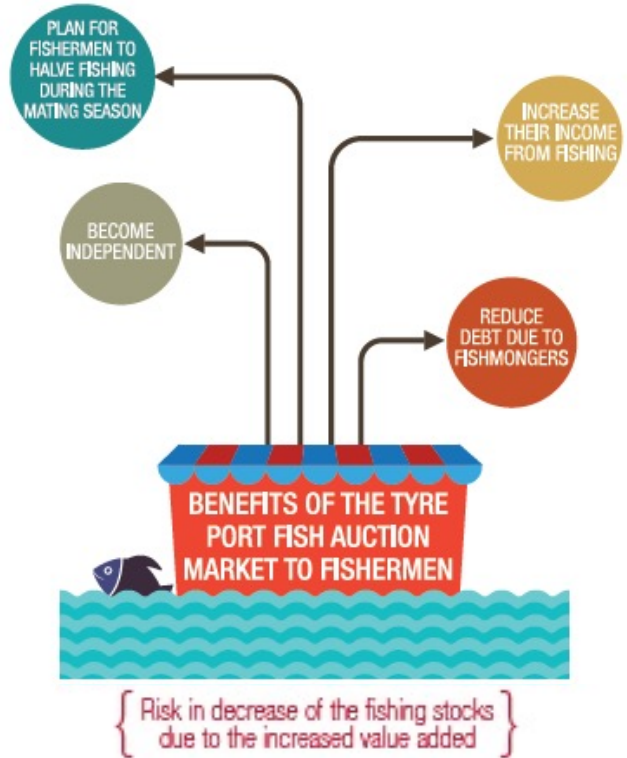 PLAN FOR
FISHERMEN TO
HALVE FISHING
DURING THE
MATING SEASON
INCREASE
THEIR INCOME
FROM FISHING
BECOME
INDEPENDENT
REDUCE
DEBT DUE TO
FISHMONGERS
BENEFITS OF THE TYRE
PORT FISH AUCTION
MARKET TO FISHERMEN
Risk in decrease of the fishing stocks
due to the increased value added